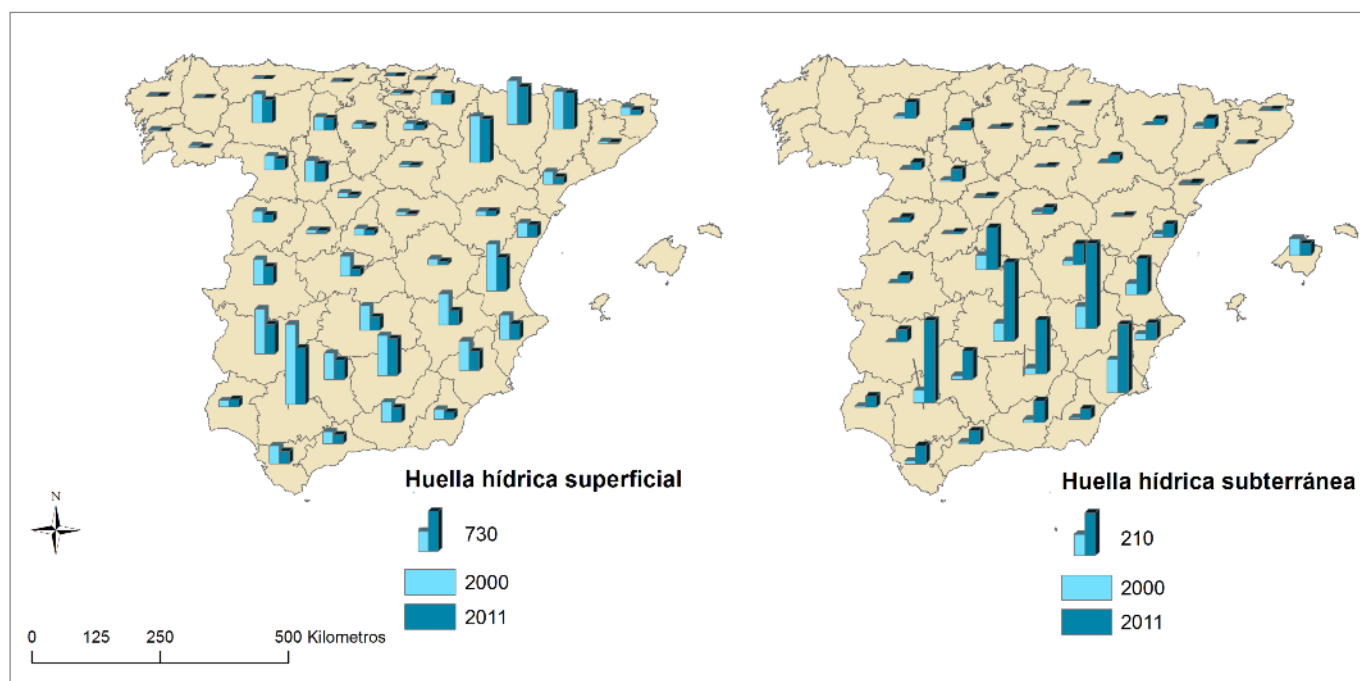 Huella hídrica superficial
730
2000
2011
Huella hídrica subterránea
210
2000
2011
N
0 125 250 500 Kilometros